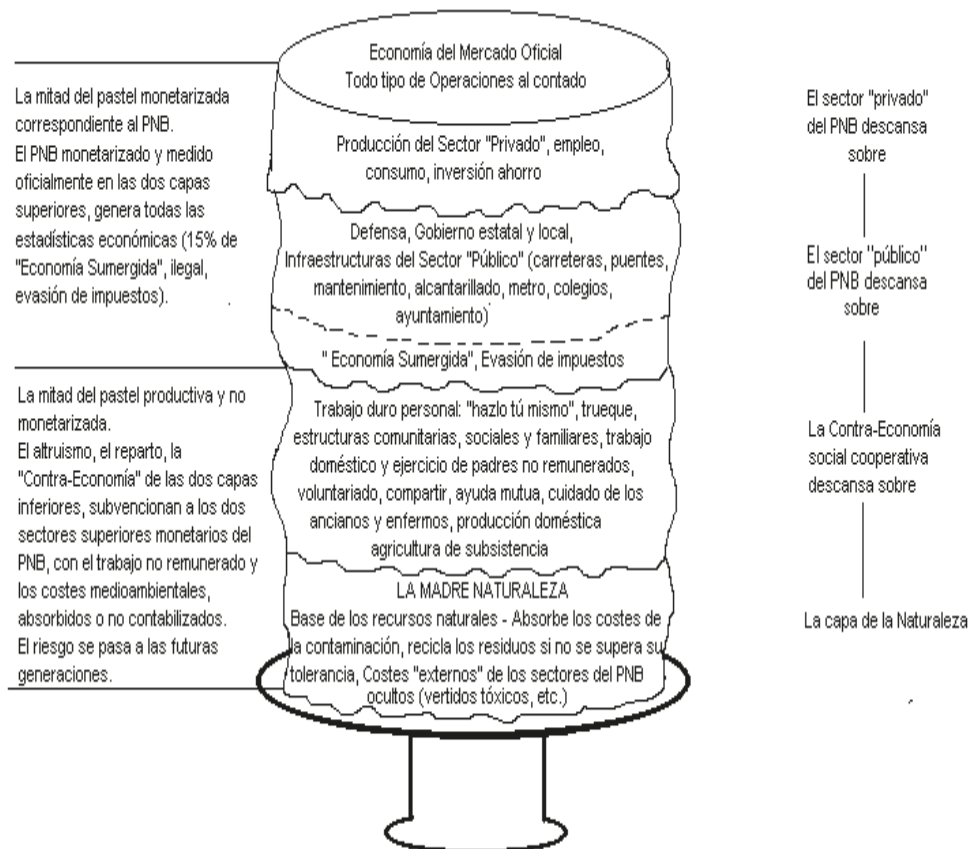 Economía del Mercado Oficial
Todo tipo de Operaciones al contado
La mitad del pastel monetarizada
correspondiente al PNB.
El PNB monetarizado y medido
oficialmente en las dos capas
superiores, genera todas las
estadísticas económicas (15% de
"Economía Sumergida", ilegal,
evasión de impuestos).
Producción del Sector "Privado", empleo,
consumo, inversión ahorro
Defensa, Gobierno estatal y local,
Infraestructuras del Sector "Público" (carreteras, puentes,
mantenimiento, alcantarillado, metro, colegios,
ayuntamiento)
" Economía Sumergida", Evasión de impuestos
El sector "privado"
del PNB descansa
sobre
El sector "público"
del PNB descansa
sobre
La mitad del pastel productiva y no
monetarizada.
El altruismo, el reparto, la
"Contra-Economía" de las dos capas
inferiores, subvencionan a los dos
sectores superiores monetarios del
PNB, con el trabajo no remunerado y
los costes medioambientales,
absorbidos o no contabilizados.
El riesgo se pasa a las futuras
generaciones.
Trabajo duro personal: "hazlo tú mismo", trueque,
estructuras comunitarias, sociales y familiares, trabajo
doméstico y ejercicio de padres no remunerados,
voluntariado, compartir, ayuda mutua, cuidado de los
ancianos y enfermos, producción doméstica
agricultura de subsistencia
La Contra-Economía
social cooperativa
descansa sobre
LA MADRE NATURALEZA
Base de los recursos naturales - Absorbe los costes de
la contaminación, recicla los residuos si no se supera su
tolerancia, Costes "externos" de los sectores del PNB
ocultos (vertidos tóxicos, etc.)
La capa de la Naturaleza